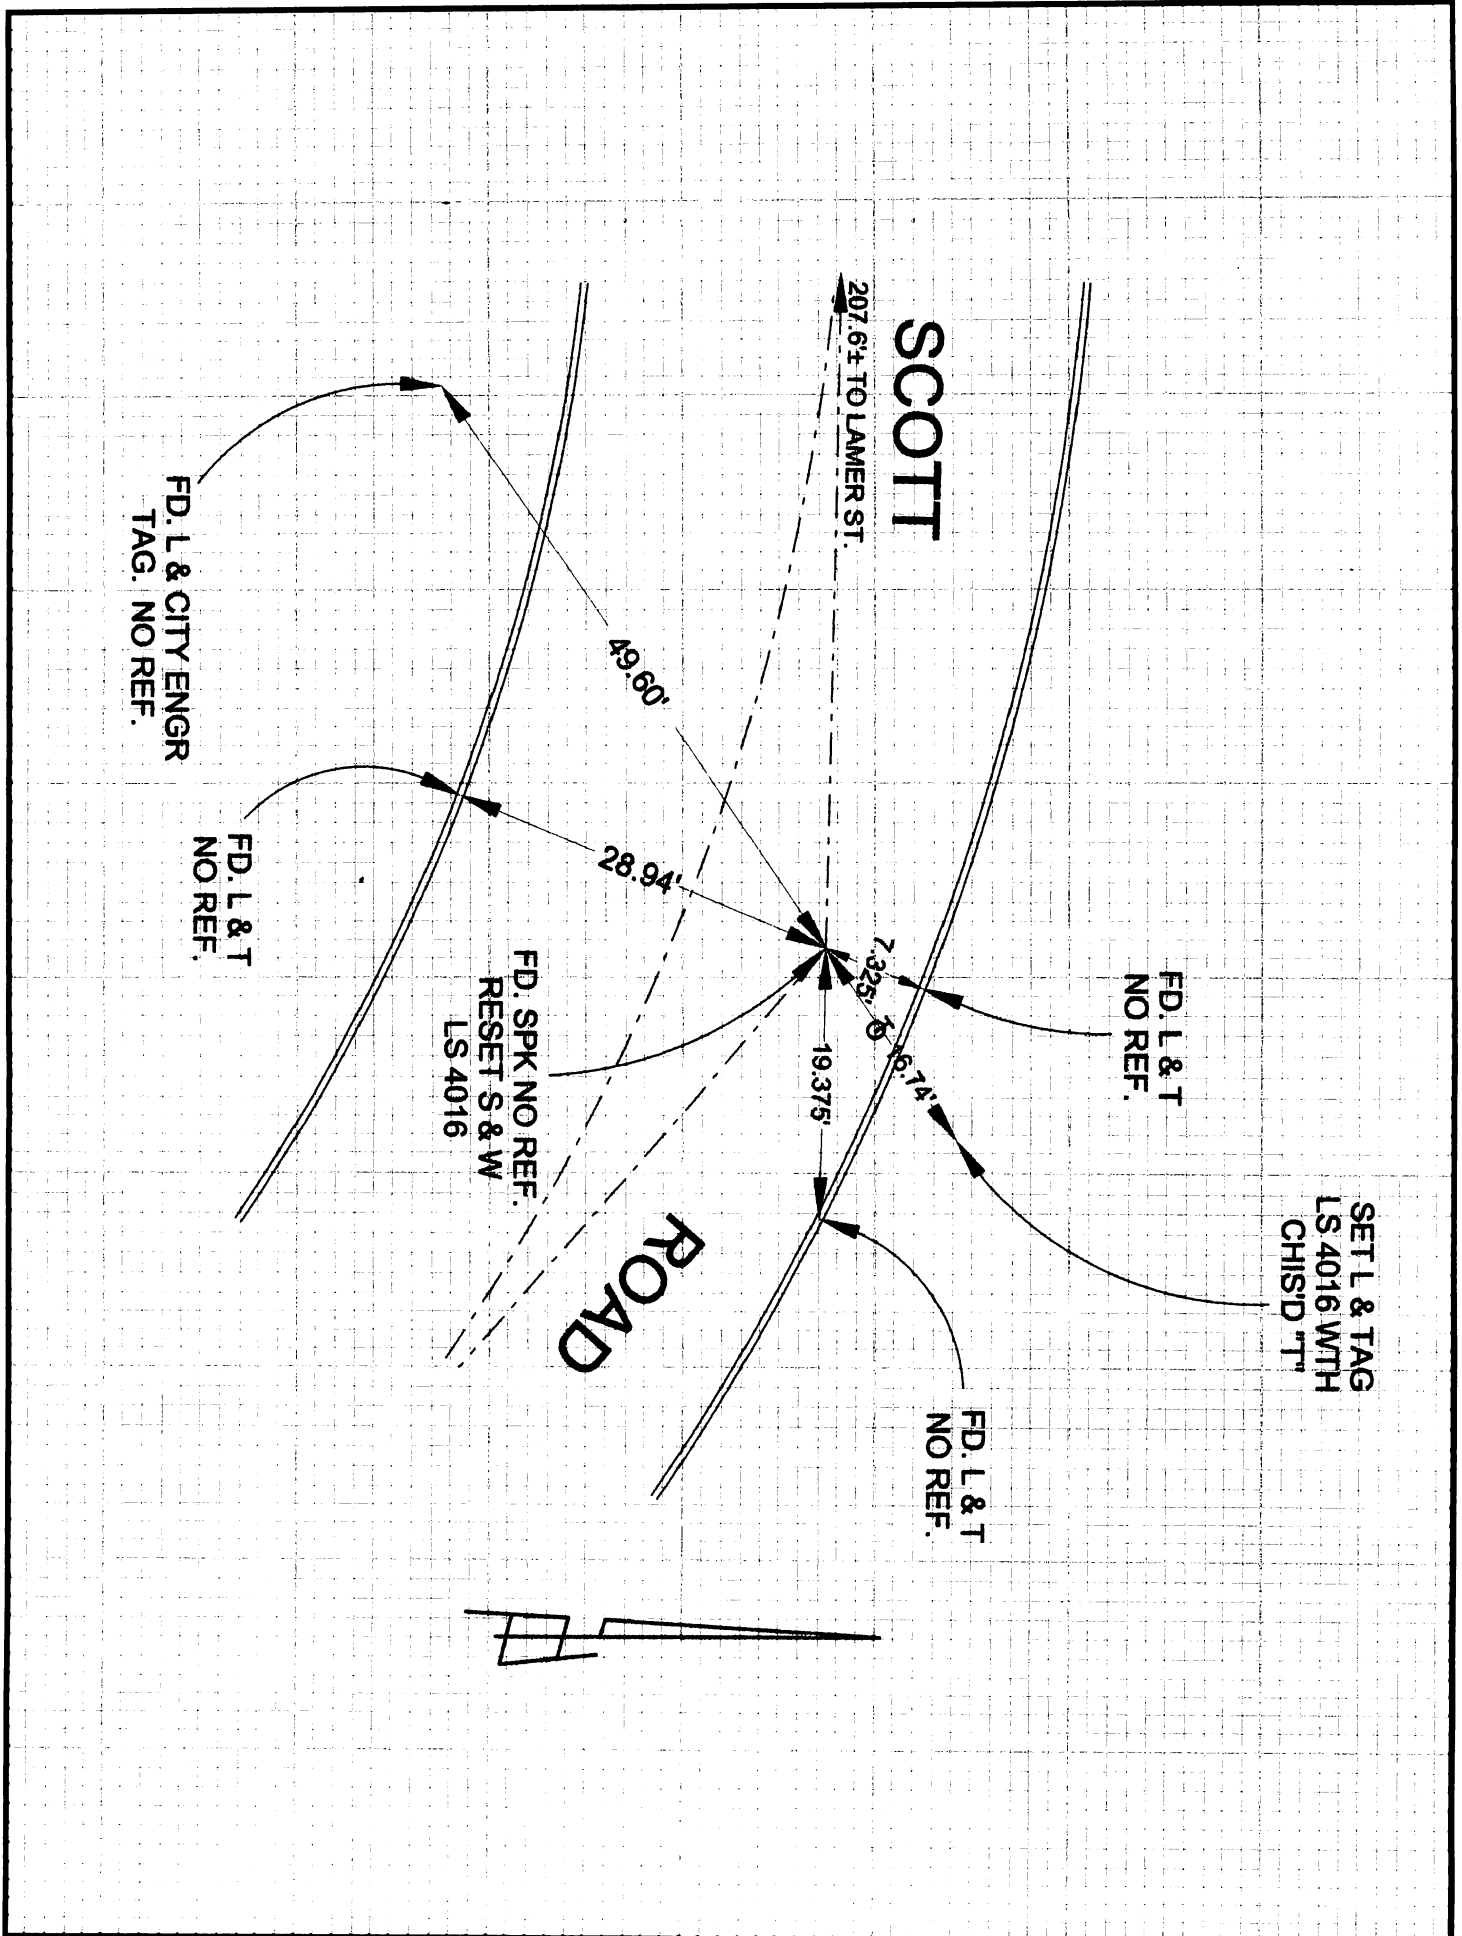 SET L & TAG
LS 4016 WTH
CHIS'D "T"
FD. L & T
NO REF.
FD. L & T
NO REF.
SCOTT
207.6'± TO LAMER ST.
7.325'
16.74'
19.375'
ROAD
49.60'
28.94'
FD. SPK NO REF.
RESET S & W
LS 4016
FD. L & T
NO REF.
FD. L & CITY ENGR
TAG. NO REF.
N